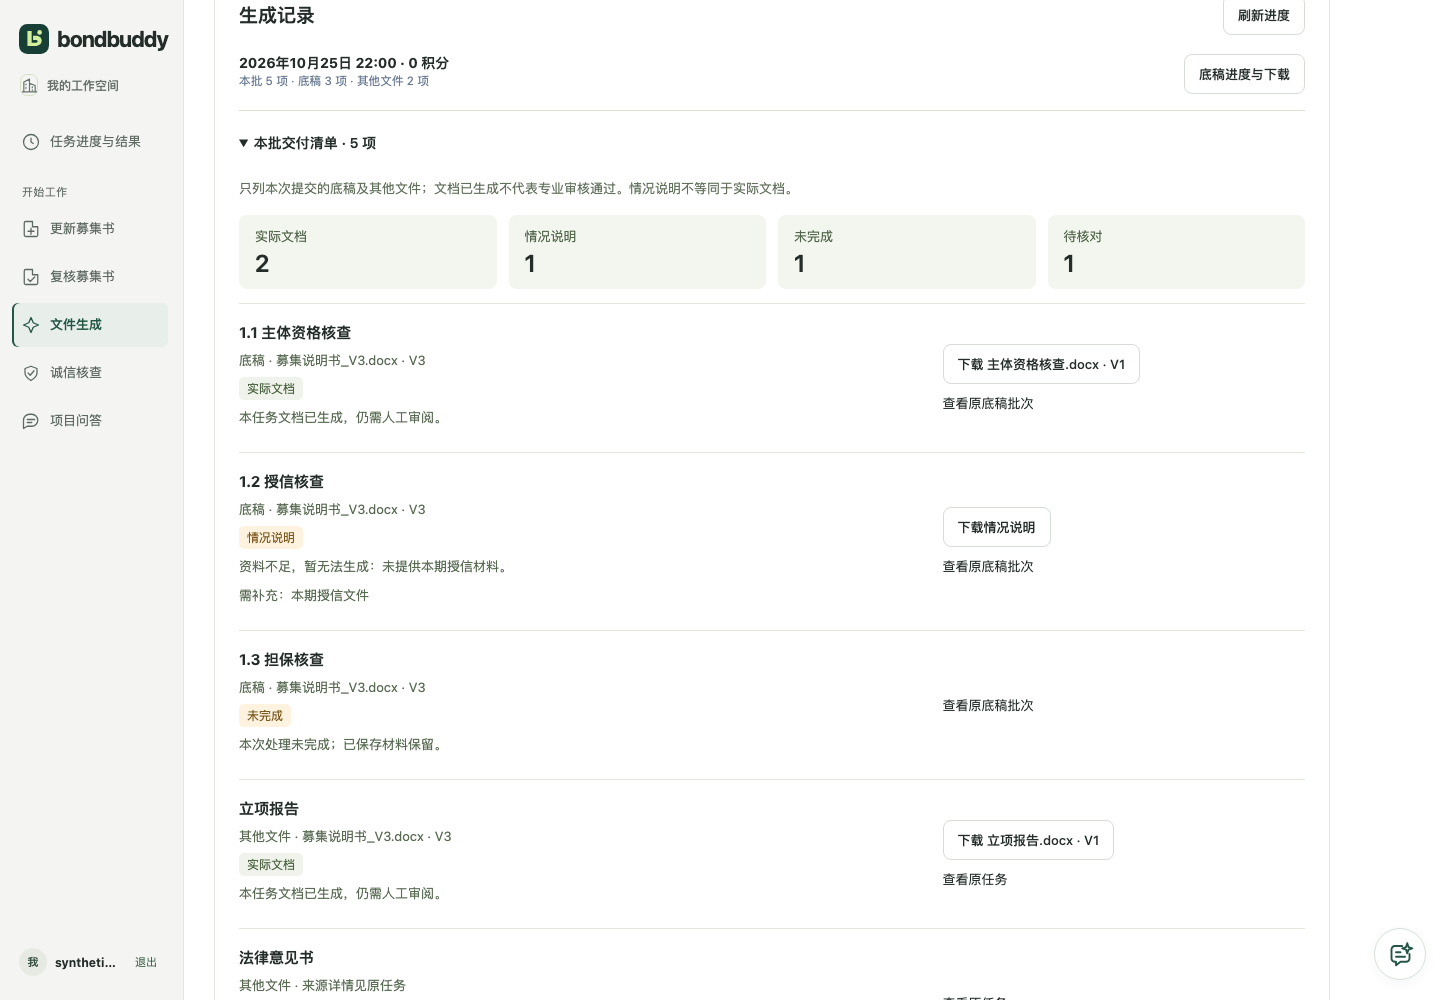 bondbuddy
我的工作空间
任务进度与结果
开始工作
更新募集书
复核募集书
文件生成
诚信核查
项目问答
我 syntheti... 退出
生成记录
刷新进度
2026年10月25日 22:00 · 0 积分
本批 5 项 · 底稿 3 项 · 其他文件 2 项
底稿进度与下载
▼ 本批交付清单 · 5 项
只列本次提交的底稿及其他文件；文档已生成不代表专业审核通过。情况说明不等同于实际文档。
实际文档
2
情况说明
1
未完成
1
待核对
1
1.1 主体资格核查
底稿 · 募集说明书_V3.docx · V3
实际文档
本任务文档已生成，仍需人工审阅。
下载 主体资格核查.docx · V1
查看原底稿批次
1.2 授信核查
底稿 · 募集说明书_V3.docx · V3
情况说明
资料不足，暂无法生成：未提供本期授信材料。
需补充：本期授信文件
下载情况说明
查看原底稿批次
1.3 担保核查
底稿 · 募集说明书_V3.docx · V3
未完成
本次处理未完成；已保存材料保留。
查看原底稿批次
立项报告
其他文件 · 募集说明书_V3.docx · V3
实际文档
本任务文档已生成，仍需人工审阅。
下载 立项报告.docx · V1
查看原任务
法律意见书
其他文件 · 来源详情见原任务